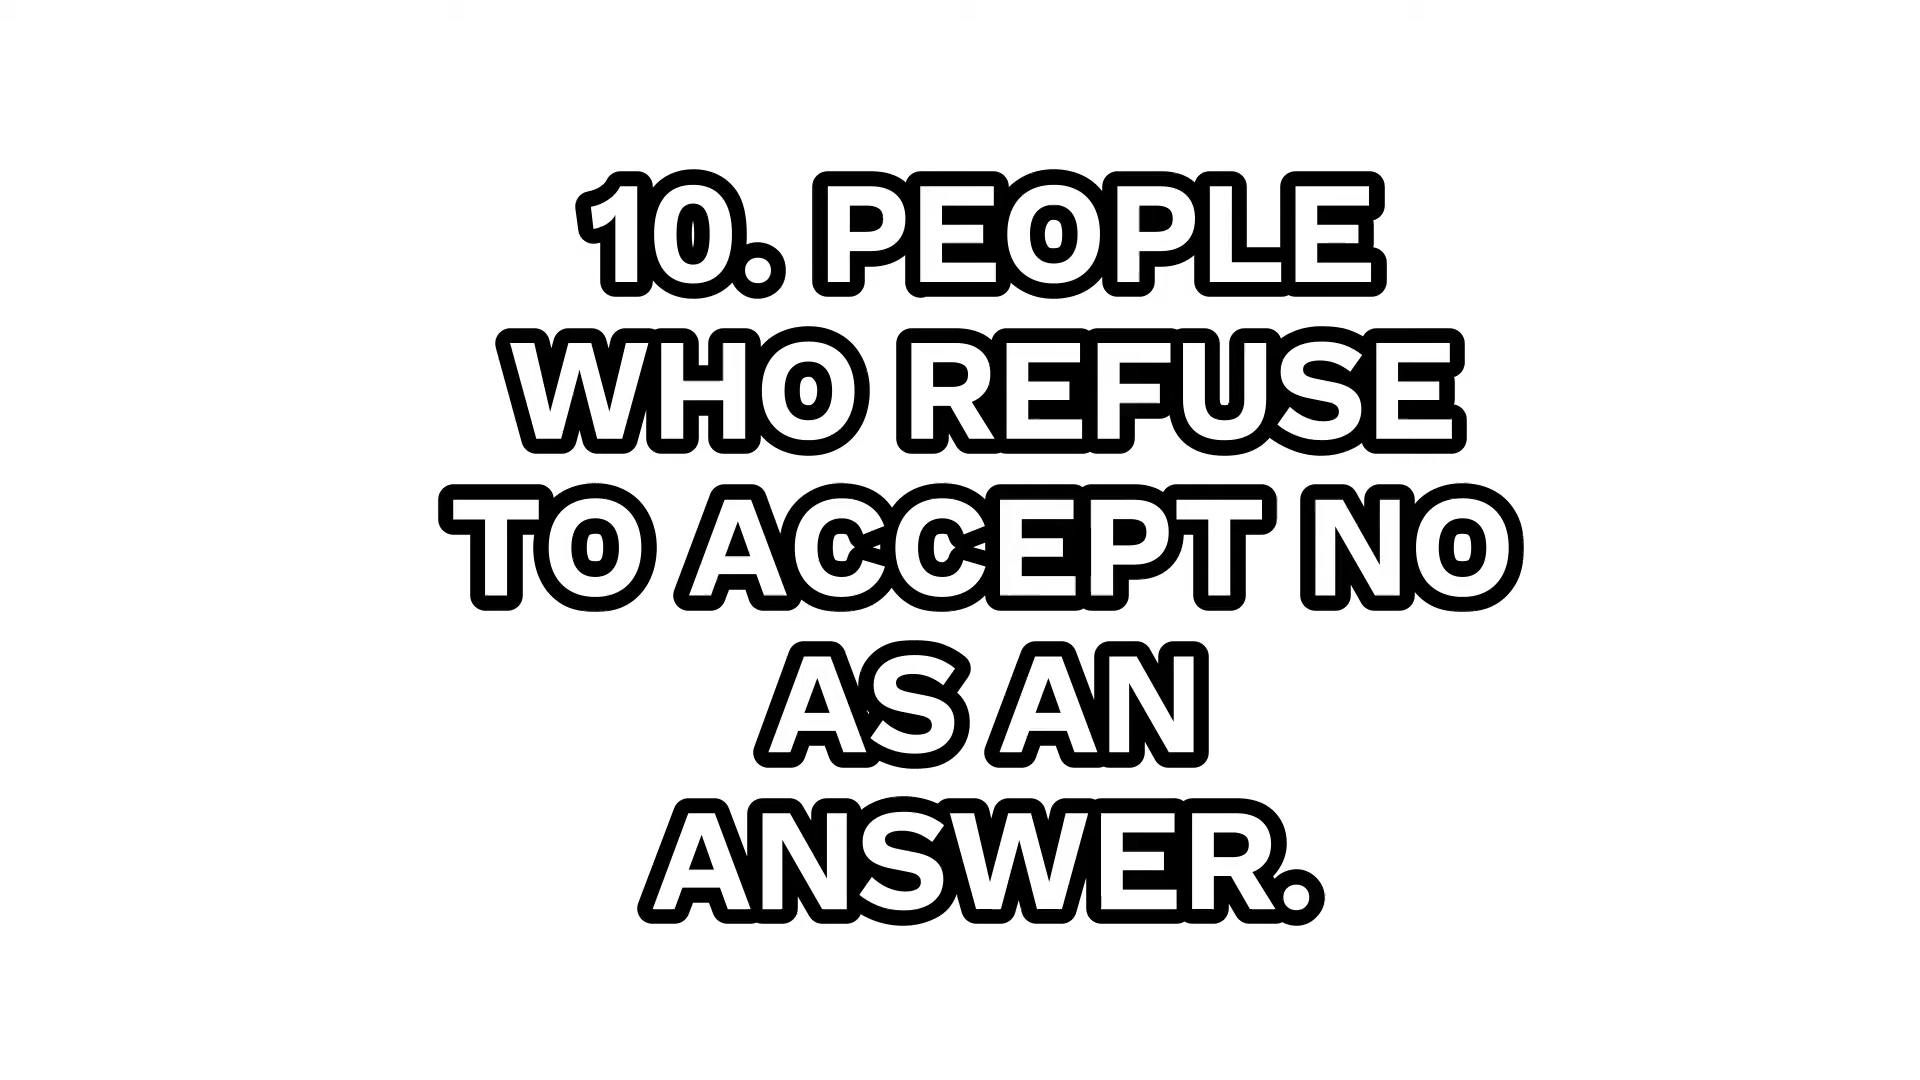 10. PEOPLE
WHO REFUSE
TO ACCEPT NO
AS AN
ANSWER.